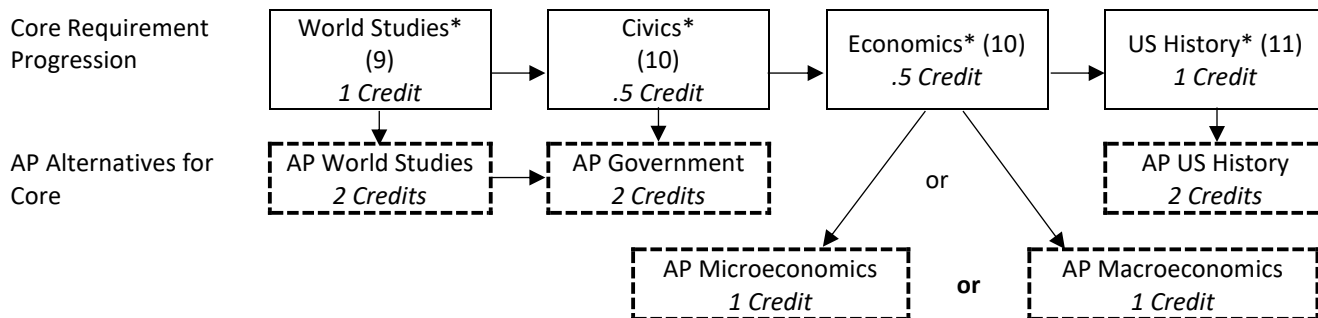 Core Requirement
Progression
World Studies*
(9)
1 Credit
Civics*
(10)
.5 Credit
Economics* (10)
.5 Credit
US History* (11)
1 Credit
AP Alternatives for
Core
AP World Studies
2 Credits
AP Government
2 Credits
or
AP US History
2 Credits
AP Microeconomics
1 Credit
or
AP Macroeconomics
1 Credit